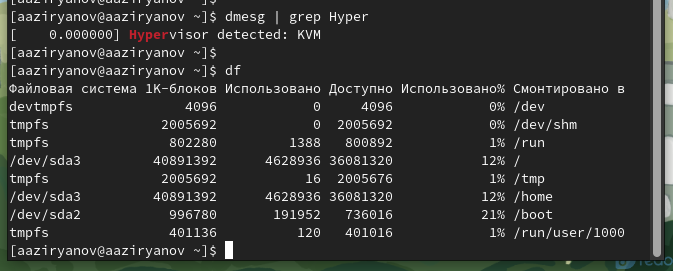 [aaziryanov@aaziryanov ~]$
[aaziryanov@aaziryanov ~]$ dmesg | grep Hyper
[    0.000000] Hypervisor detected: KVM
[aaziryanov@aaziryanov ~]$
[aaziryanov@aaziryanov ~]$ df
Файловая система 1K-блоков Использовано Доступно Использовано% Смонтировано в
devtmpfs              4096            0     4096            0% /dev
tmpfs              2005692            0  2005692            0% /dev/shm
tmpfs               802280         1388   800892            1% /run
/dev/sda3         40891392      4628936 36081320           12% /
tmpfs              2005692           16  2005676            1% /tmp
/dev/sda3         40891392      4628936 36081320           12% /home
/dev/sda2           996780       191952   736016           21% /boot
tmpfs               401136          120   401016            1% /run/user/1000
[aaziryanov@aaziryanov ~]$